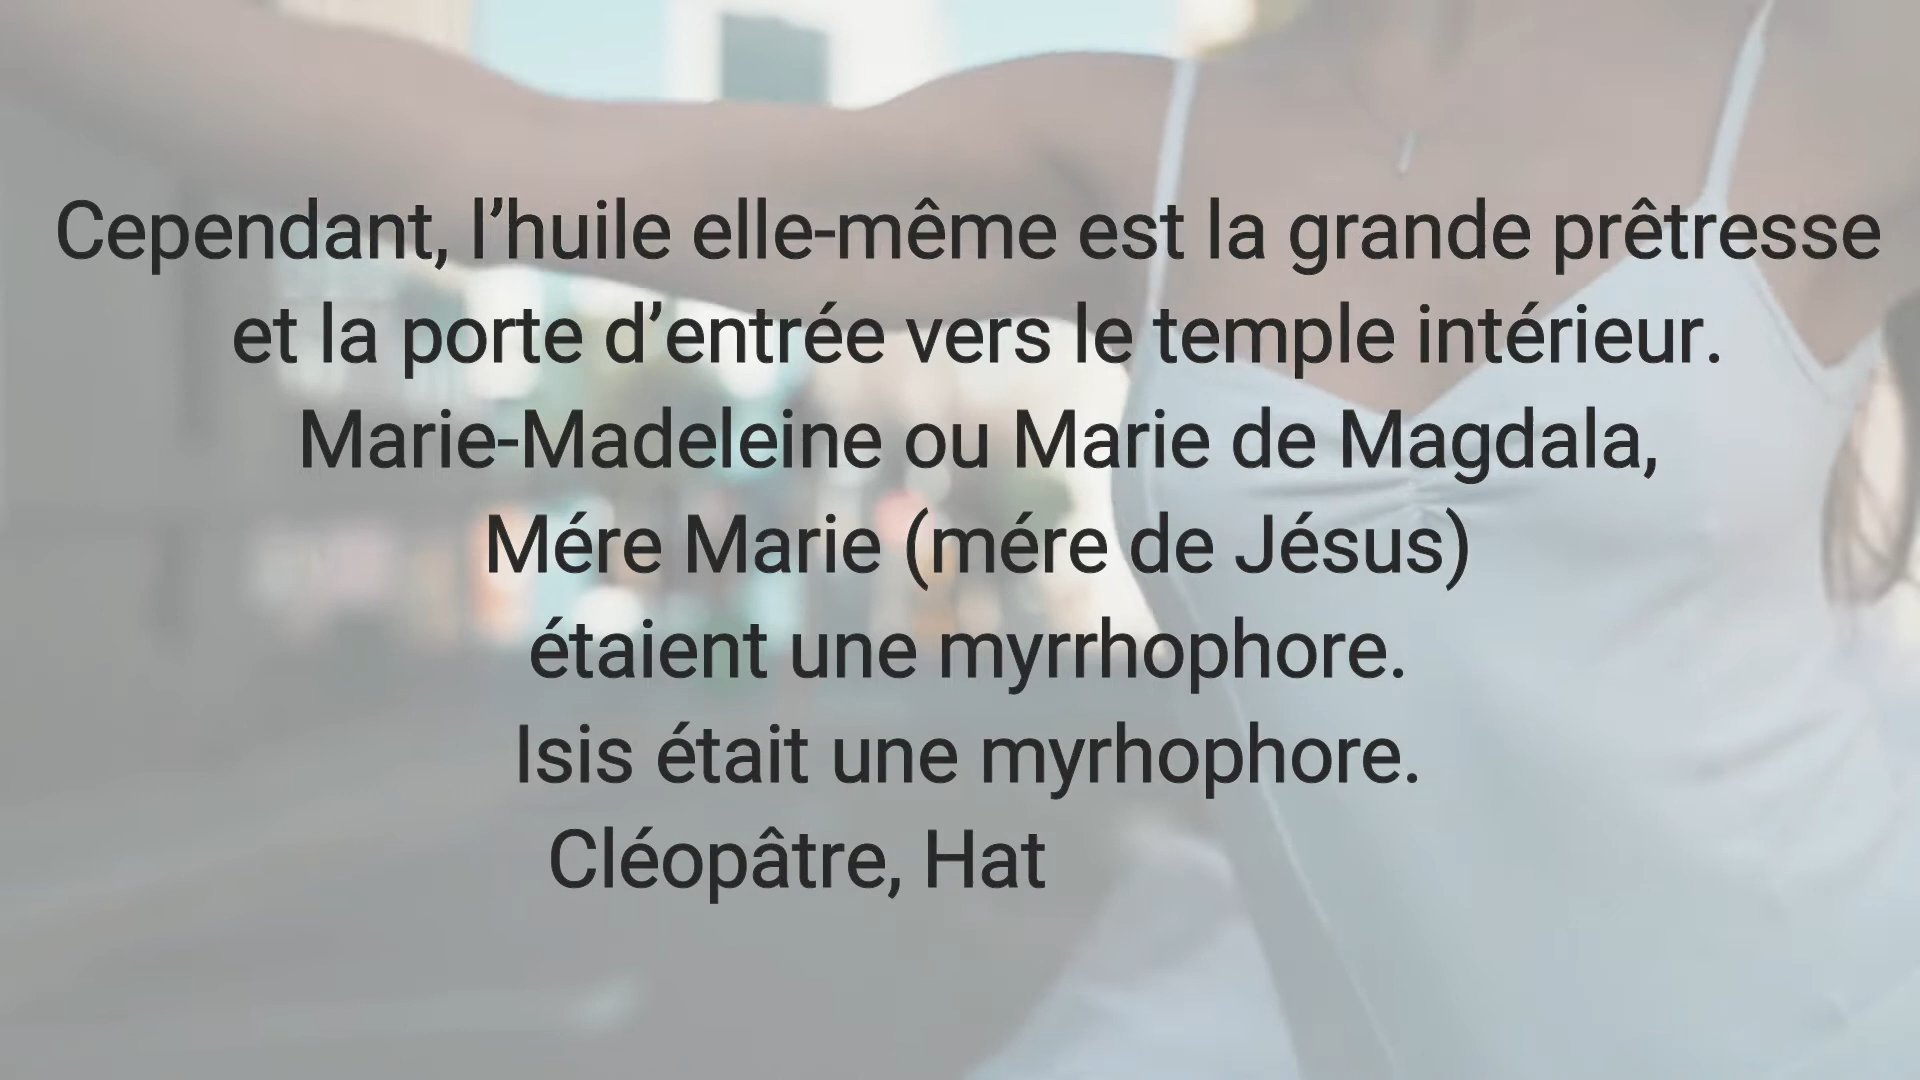 Cependant, l’huile elle-même est la grande prêtresse
et la porte d’entrée vers le temple intérieur.
Marie-Madeleine ou Marie de Magdala,
Mére Marie (mére de Jésus)
étaient une myrrhophore.
Isis était une myrhophore.
Cléopâtre, Hat